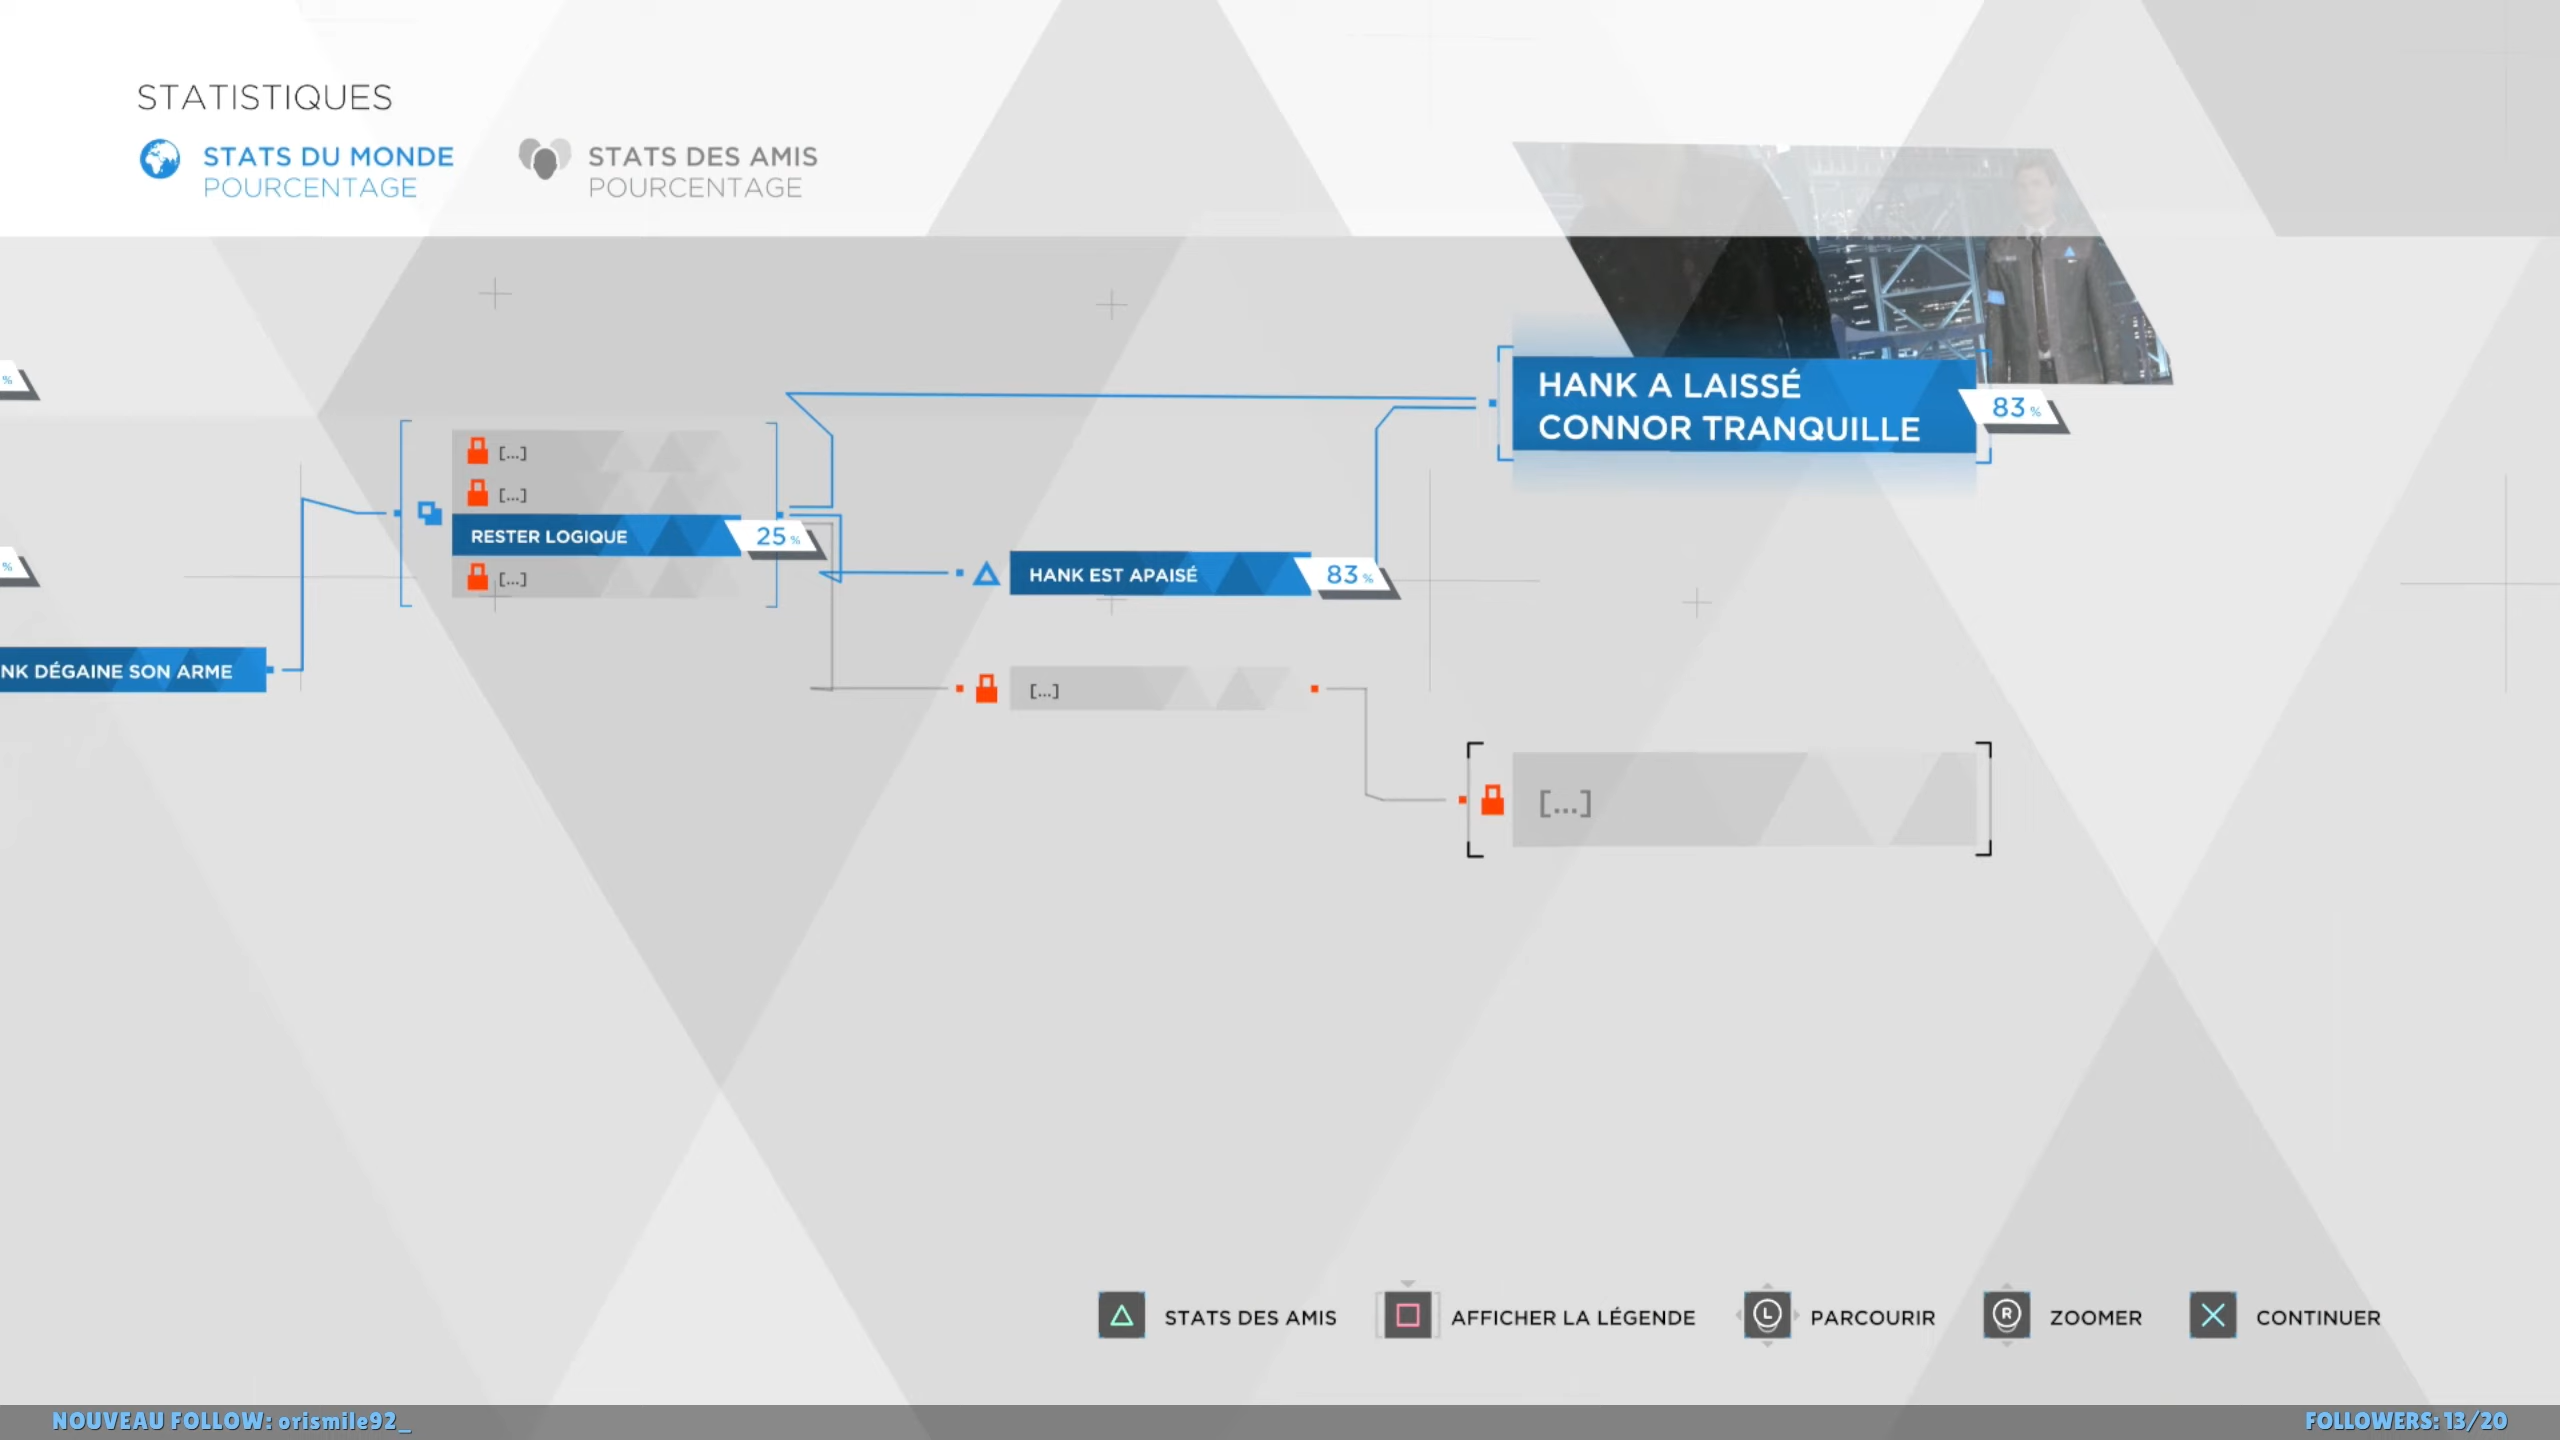 STATISTIQUES
STATS DU MONDE
POURCENTAGE
STATS DES AMIS
POURCENTAGE
%
%
HANK A LAISSÉ
CONNOR TRANQUILLE
83 %
[...]
[...]
RESTER LOGIQUE
25 %
[...]
HANK EST APAISÉ
83 %
NK DÉGAINE SON ARME
[...]
[...]
STATS DES AMIS
AFFICHER LA LÉGENDE
L
PARCOURIR
R
ZOOMER
CONTINUER
NOUVEAU FOLLOW: orismile92_
FOLLOWERS: 13/20